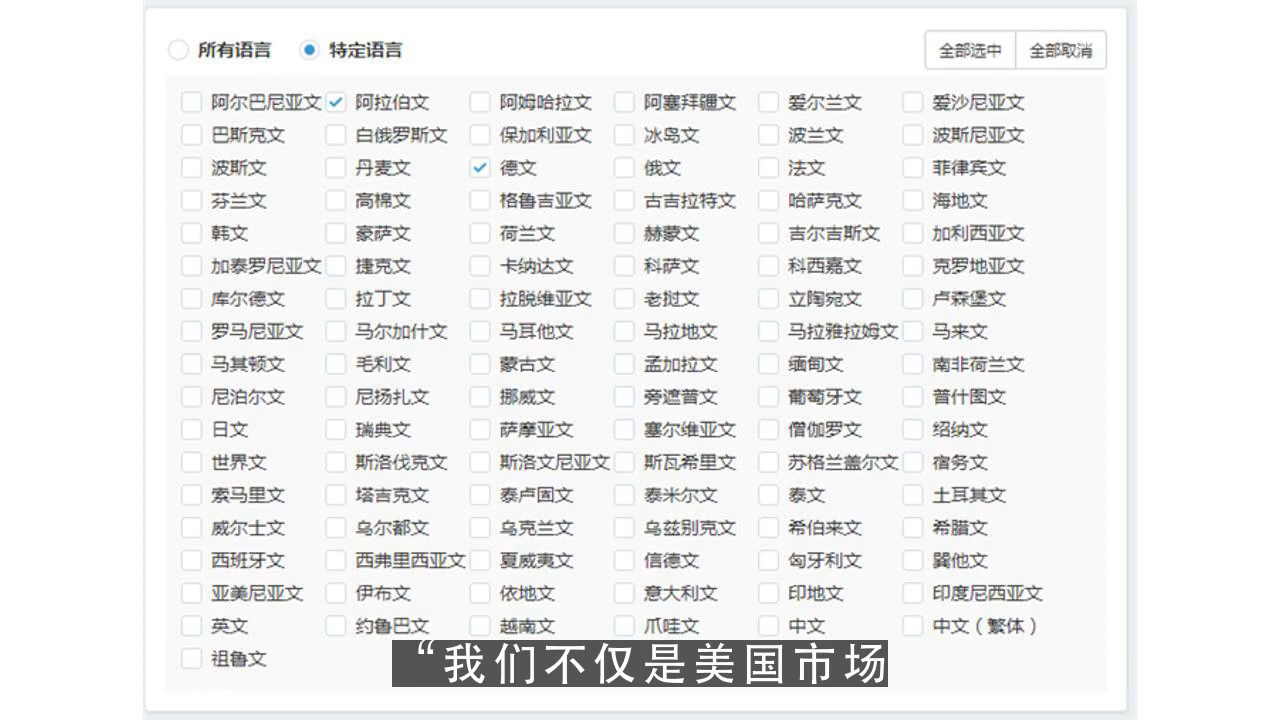 所有语言 特定语言 全部选中 全部取消
阿尔巴尼亚文 阿拉伯文 阿姆哈拉文 阿塞拜疆文 爱尔兰文 爱沙尼亚文
巴斯克文 白俄罗斯文 保加利亚文 冰岛文 波兰文 波斯尼亚文
波斯文 丹麦文 德文 俄文 法文 菲律宾文
芬兰文 高棉文 格鲁吉亚文 古吉拉特文 哈萨克文 海地文
韩文 豪萨文 荷兰文 赫蒙文 吉尔吉斯文 加利西亚文
加泰罗尼亚文 捷克文 卡纳达文 科萨文 科西嘉文 克罗地亚文
库尔德文 拉丁文 拉脱维亚文 老挝文 立陶宛文 卢森堡文
罗马尼亚文 马尔加什文 马耳他文 马拉地文 马拉雅拉姆文 马来文
马其顿文 毛利文 蒙古文 孟加拉文 缅甸文 南非荷兰文
尼泊尔文 尼扬扎文 挪威文 旁遮普文 葡萄牙文 普什图文
日文 瑞典文 萨摩亚文 塞尔维亚文 僧伽罗文 绍纳文
世界文 斯洛伐克文 斯洛文尼亚文 斯瓦希里文 苏格兰盖尔文 宿务文
索马里文 塔吉克文 泰卢固文 泰米尔文 泰文 土耳其文
威尔士文 乌尔都文 乌克兰文 乌兹别克文 希伯来文 希腊文
西班牙文 西弗里西亚文 夏威夷文 信德文 匈牙利文 巽他文
亚美尼亚文 伊布文 依地文 意大利文 印地文 印度尼西亚文
英文 约鲁巴文 越南文 爪哇文 中文 中文（繁体）
祖鲁文
“我们不仅是美国市场